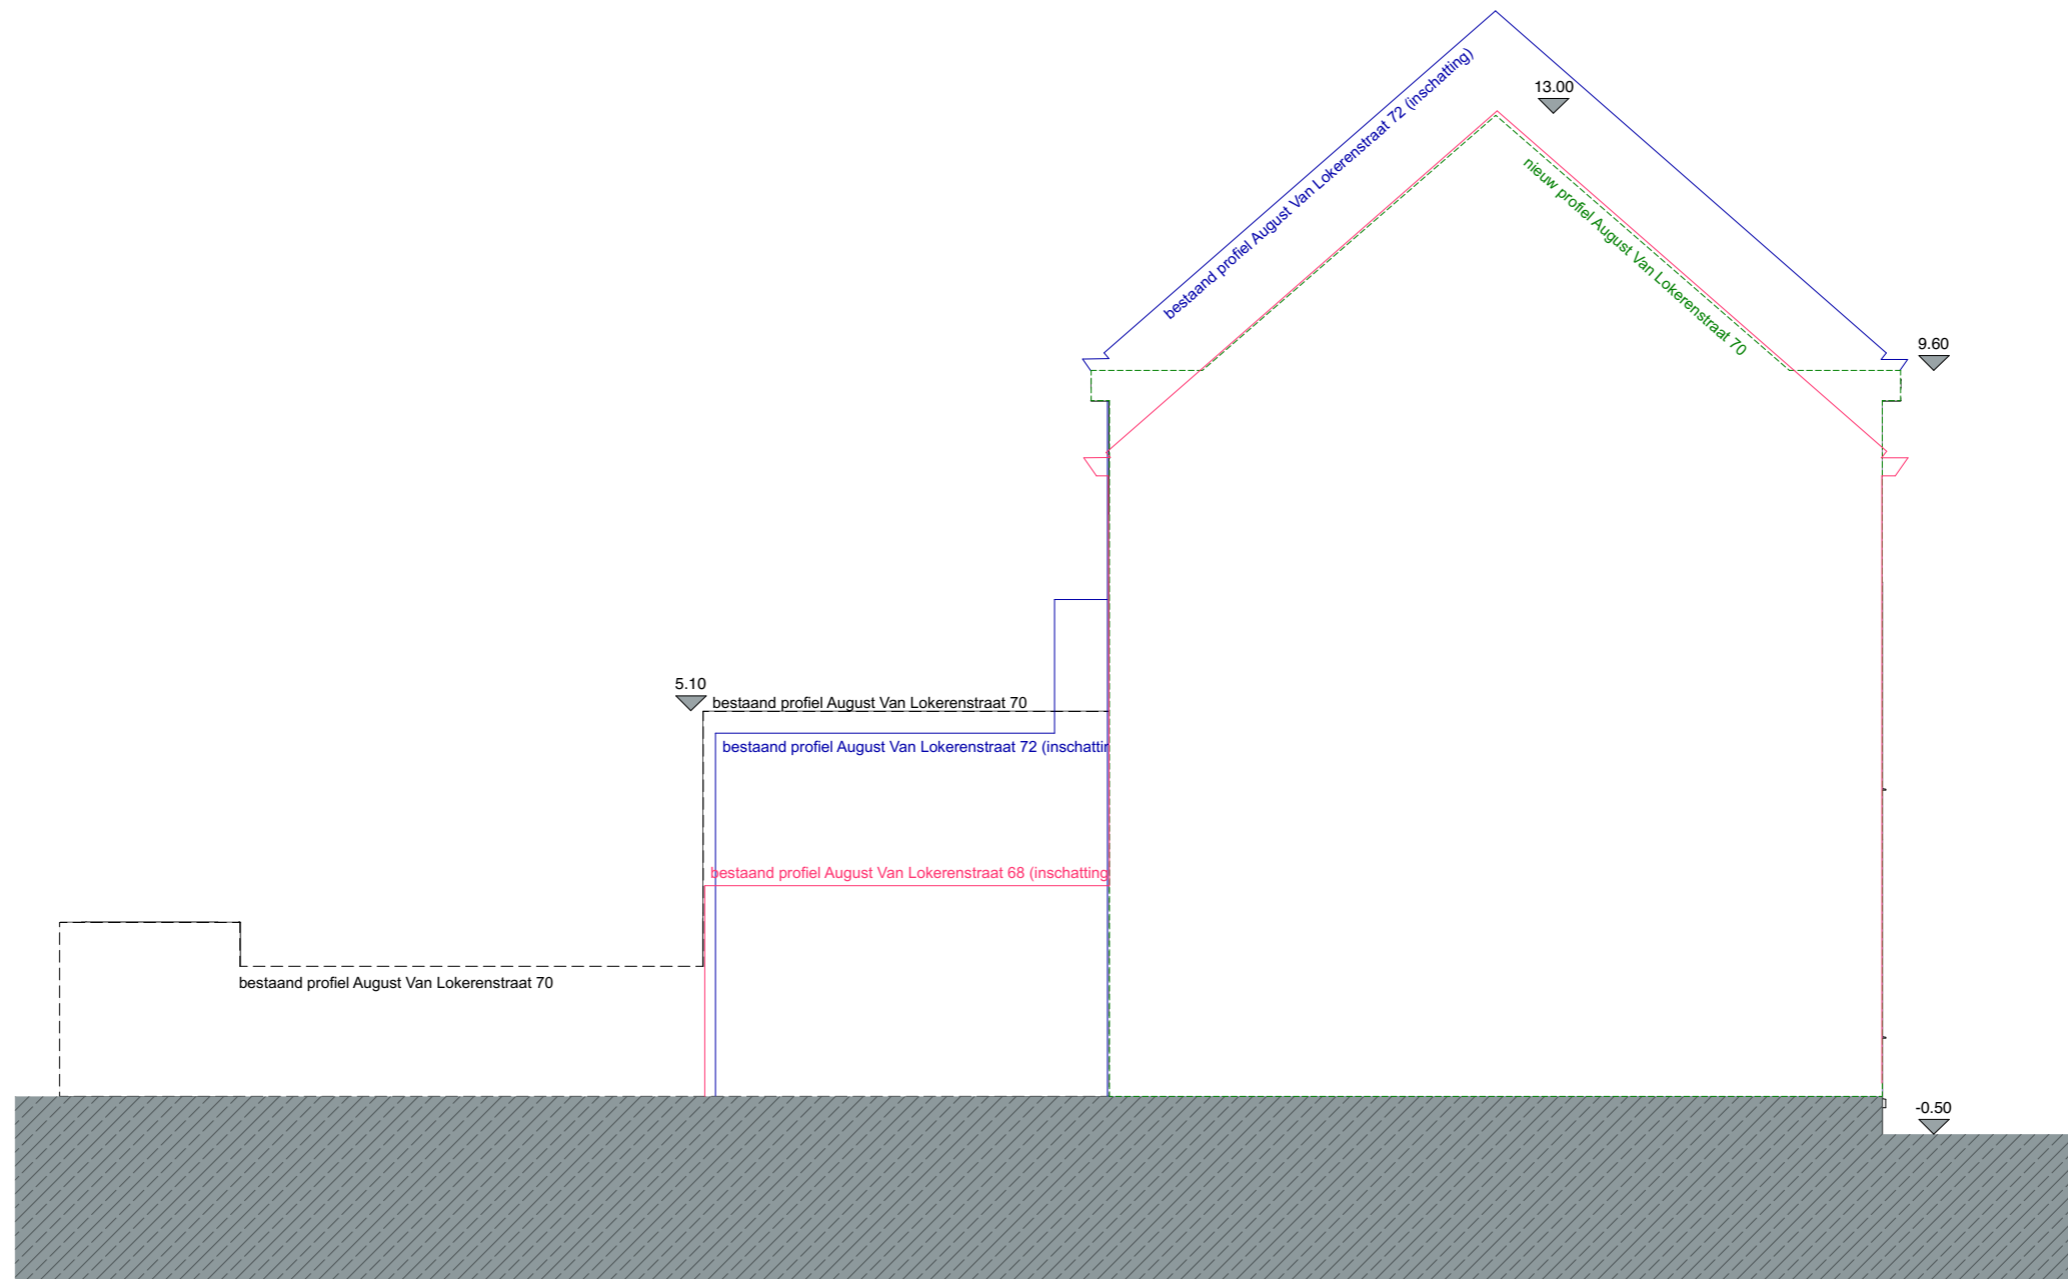 13.00
bestaand profiel August Van Lokerenstraat 72 (inschatting)
nieuw profiel August Van Lokerenstraat 70
9.60
5.10
bestaand profiel August Van Lokerenstraat 70
bestaand profiel August Van Lokerenstraat 72 (inschattin
bestaand profiel August Van Lokerenstraat 68 (inschatting
bestaand profiel August Van Lokerenstraat 70
-0.50